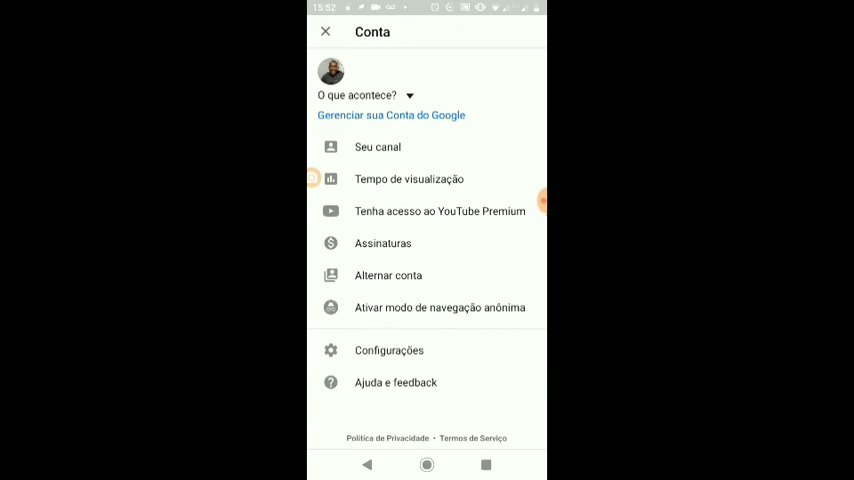 15:52
Conta
O que acontece?
Gerenciar sua Conta do Google
Seu canal
Tempo de visualização
Tenha acesso ao YouTube Premium
Assinaturas
Alternar conta
Ativar modo de navegação anônima
Configurações
Ajuda e feedback
Política de Privacidade • Termos de Serviço